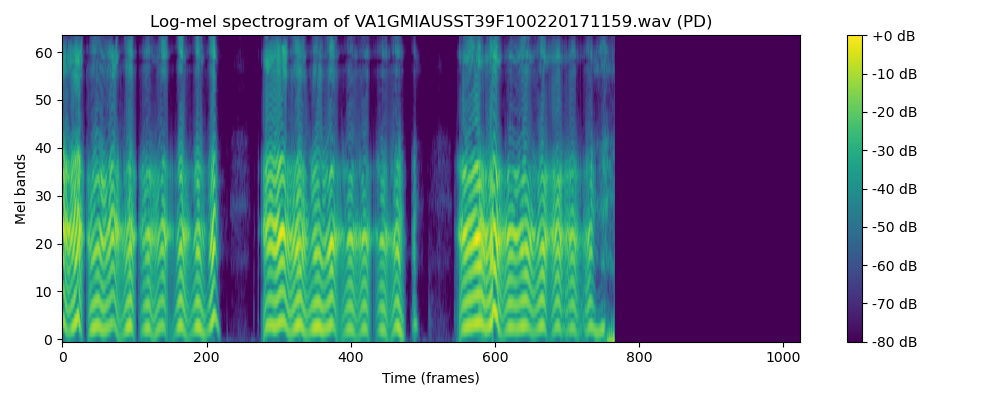 Log-mel spectrogram of VA1GMIAUSST39F100220171159.wav (PD)
60
50
40
30
20
10
0
Mel bands
0 200 400 600 800 1000
Time (frames)
+0 dB
-10 dB
-20 dB
-30 dB
-40 dB
-50 dB
-60 dB
-70 dB
-80 dB